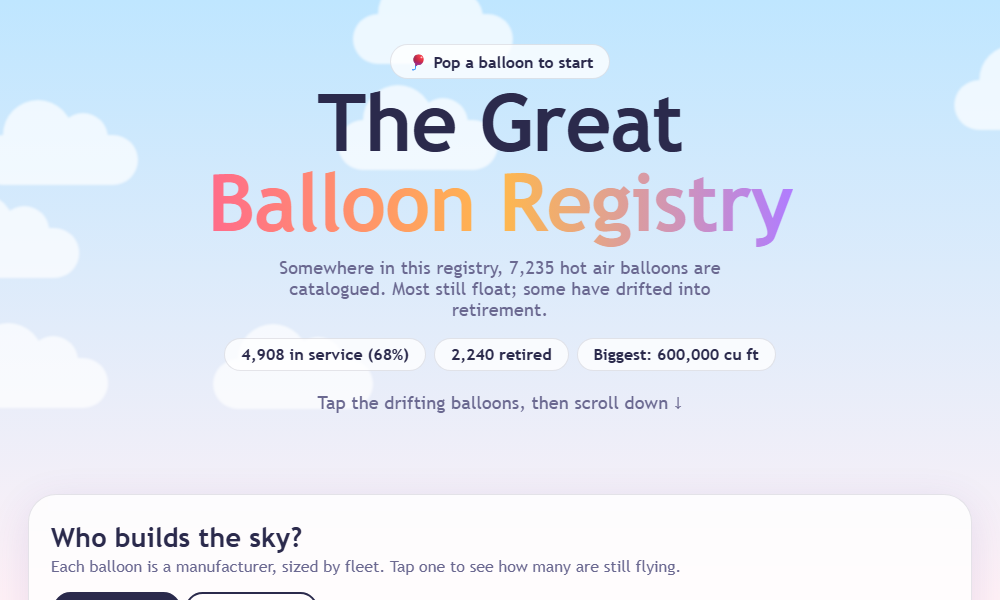 Pop a balloon to start
The Great
Balloon Registry
Somewhere in this registry, 7,235 hot air balloons are
catalogued. Most still float; some have drifted into
retirement.
4,908 in service (68%)
2,240 retired
Biggest: 600,000 cu ft
Tap the drifting balloons, then scroll down ↓
Who builds the sky?
Each balloon is a manufacturer, sized by fleet. Tap one to see how many are still flying.